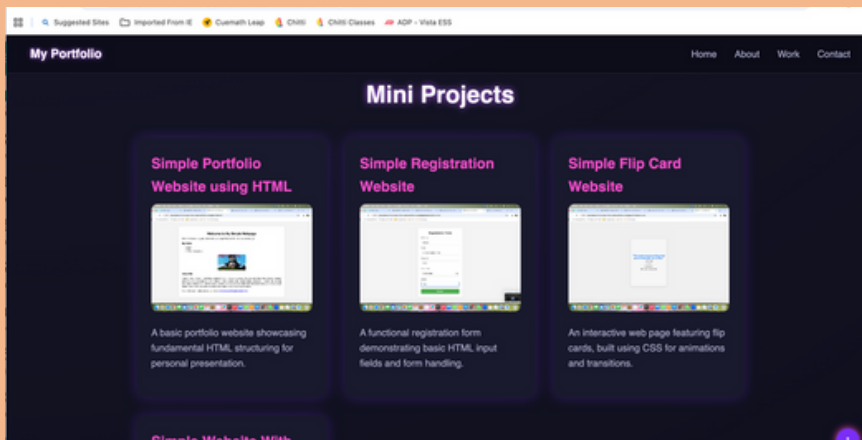 Suggested Sites Imported From IE Cuemath Leap Chitti Chitti Classes ADP - Vista ESS
My Portfolio Home About Work Contact
Mini Projects
Simple Portfolio
Website using HTML
Simple Registration
Website
Simple Flip Card
Website
A basic portfolio website showcasing
fundamental HTML structuring for
personal presentation.
A functional registration form
demonstrating basic HTML input
fields and form handling.
An interactive web page featuring flip
cards, built using CSS for animations
and transitions.
Simple Website With